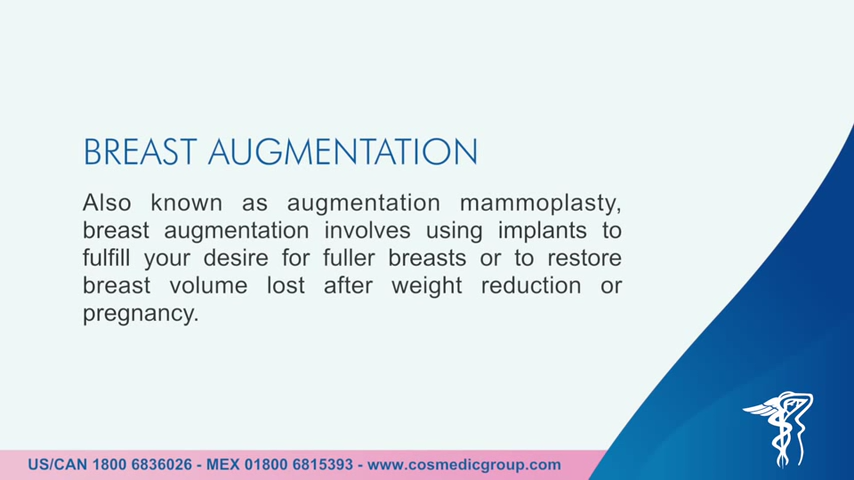 BREAST AUGMENTATION
Also known as augmentation mammoplasty,
breast augmentation involves using implants to
fulfill your desire for fuller breasts or to restore
breast volume lost after weight reduction or
pregnancy.
US/CAN 1800 6836026 - MEX 01800 6815393 - www.cosmedicgroup.com